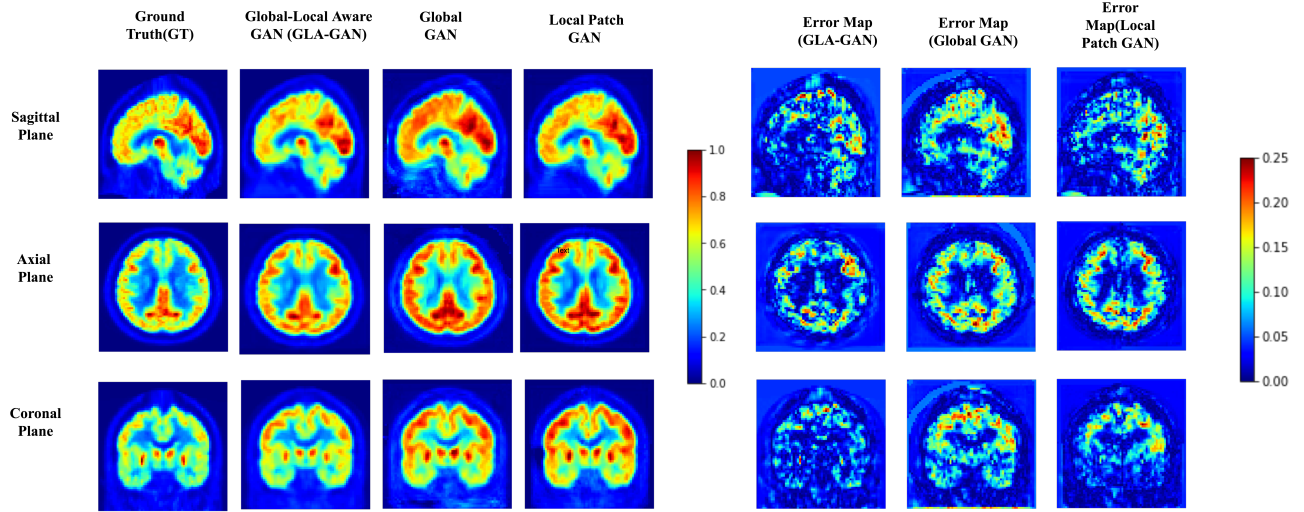 Ground
Truth(GT)
Global-Local Aware
GAN (GLA-GAN)
Global
GAN
Local Patch
GAN
Error Map
(GLA-GAN)
Error Map
(Global GAN)
Error
Map(Local
Patch GAN)
Sagittal
Plane
Axial
Plane
Text
Coronal
Plane
1.0
0.8
0.6
0.4
0.2
0.0
0.25
0.20
0.15
0.10
0.05
0.00